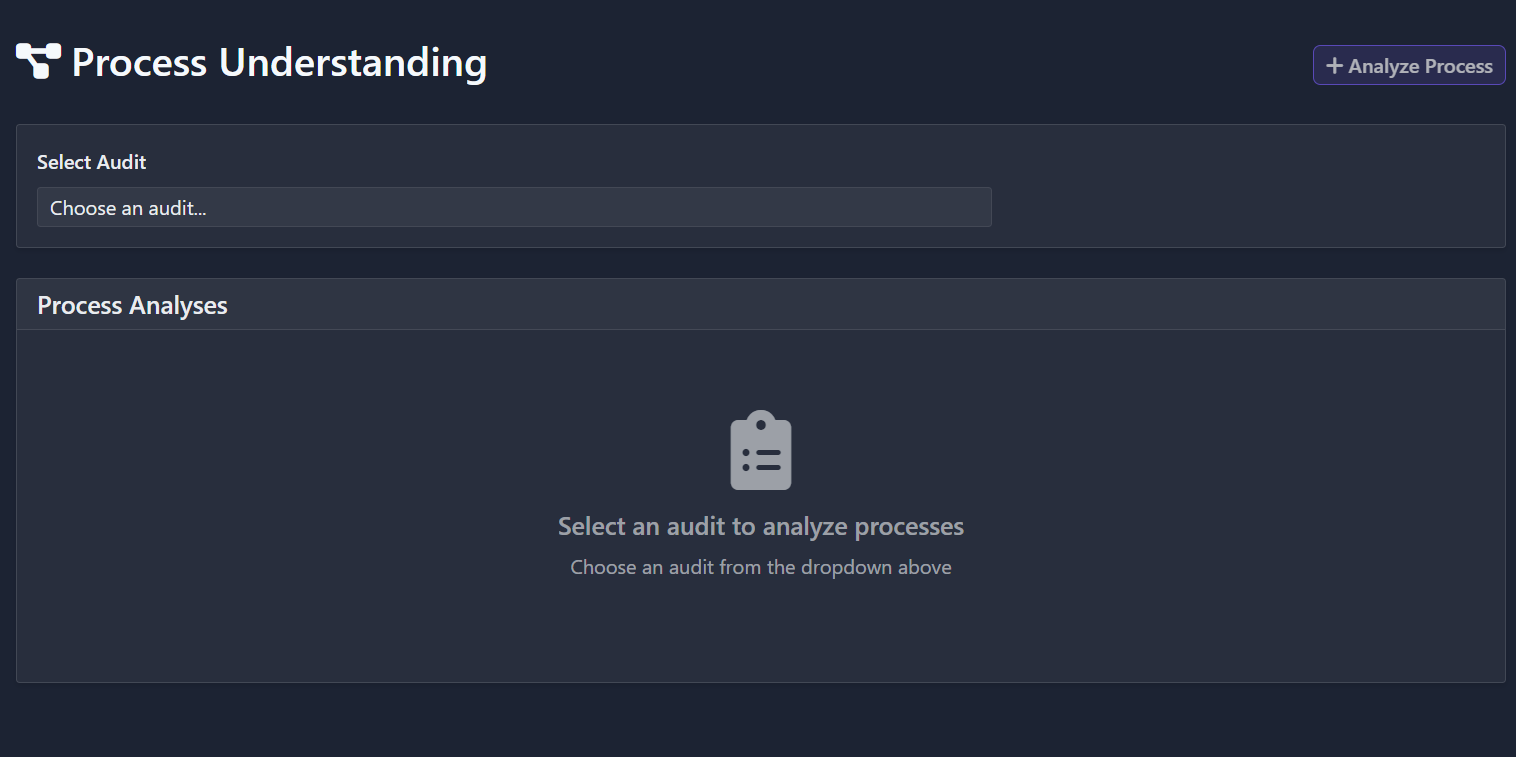 Process Understanding
+ Analyze Process
Select Audit
Choose an audit...
Process Analyses
Select an audit to analyze processes
Choose an audit from the dropdown above